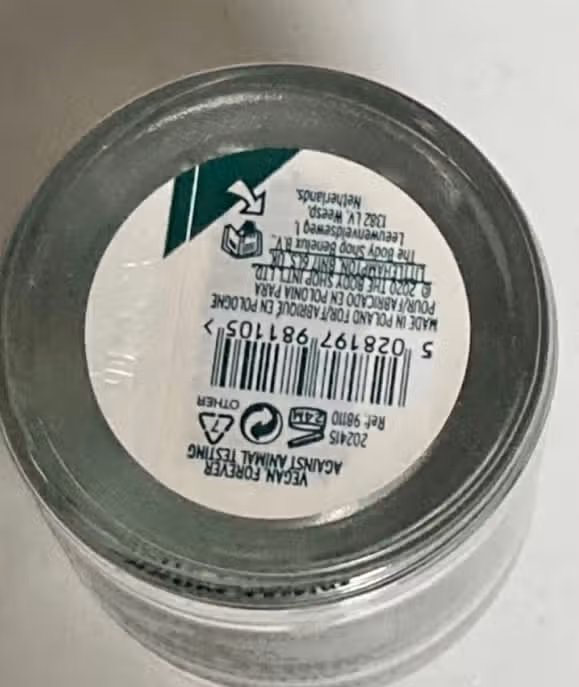 VEGAN FOREVER
AGAINST ANIMAL TESTING
202415
Ref: 98110
24M
7
OTHER
5 028197 981105 >
MADE IN POLAND FOR/FABRIQUÉ EN POLOGNE
POUR/FABRICADO EN POLONIA PARA
© 2020 THE BODY SHOP INT'L LTD.
LITTLEHAMPTON BN17 6LS, UK
The Body Shop Benelux B.V.,
Leeuwenveldseweg 1,
1382 LV, Weesp,
Netherlands.